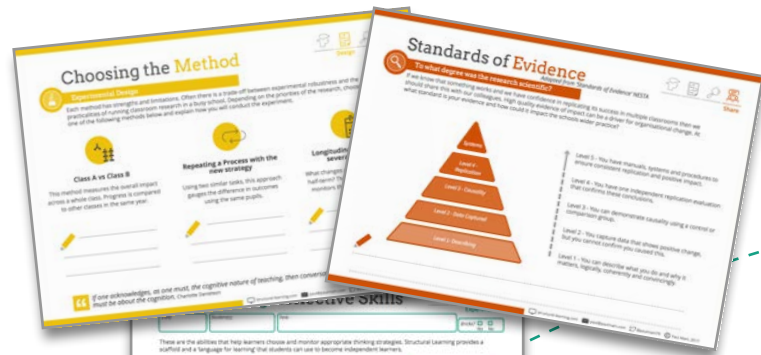 Choosing the Method
Design
Experimental Design
Each method has strengths and limitations. Often there is a trade off between experimental robustness and the
practicalities of running classroom research in a busy school. Depending on the priorities of the research, choose
one of the following methods below and explain how you will conduct the experiments.
Class A vs Class B
This method measures the overall impact
across a whole class. Progress is compared
to other classes in the same year.
Repeating a Process with the
new strategy
Using two similar tasks, this approach
gauges the difference in outcomes
using the same pupils.
Longitudin
several
What changes
half-term? Th
monitors th
If one acknowledges, as one must, the cognitive nature of teaching, then conversa
must be about the cognition. Charlotte Danielson
Standards of Evidence
Adapted from 'Standards of Evidence' NESTA
To what degree was the research scientific?
Share
If we know that something works and we have confidence in replicating its success in multiple classrooms then we
should share this with our colleagues. High quality evidence of impact can be a driver for organisational change. At
what standard is your evidence and how could it impact the schools wider practice?
Systems
Level 4 -
Replication
Level 3 - Causality
Level 2 - Data Captured
Level 1 - Describing
Level 5 - You have manuals, systems and procedures to
ensure consistent replication and positive impact.
Level 4 - You have one independent replication evaluation
that confirms these conclusions.
Level 3 - You can demonstrate causality using a control or
comparison group.
Level 2 - You capture data that shows positive change,
but you cannot confirm you caused this.
Level 1 - You can describe what you do and why it
matters, logically, coherently and convincingly
Skills
These are the abilities that help learners choose and monitor appropriate thinking strategies. Structural Learning provides a
scaffold and a 'language for learning' that students can use to become independent learners.